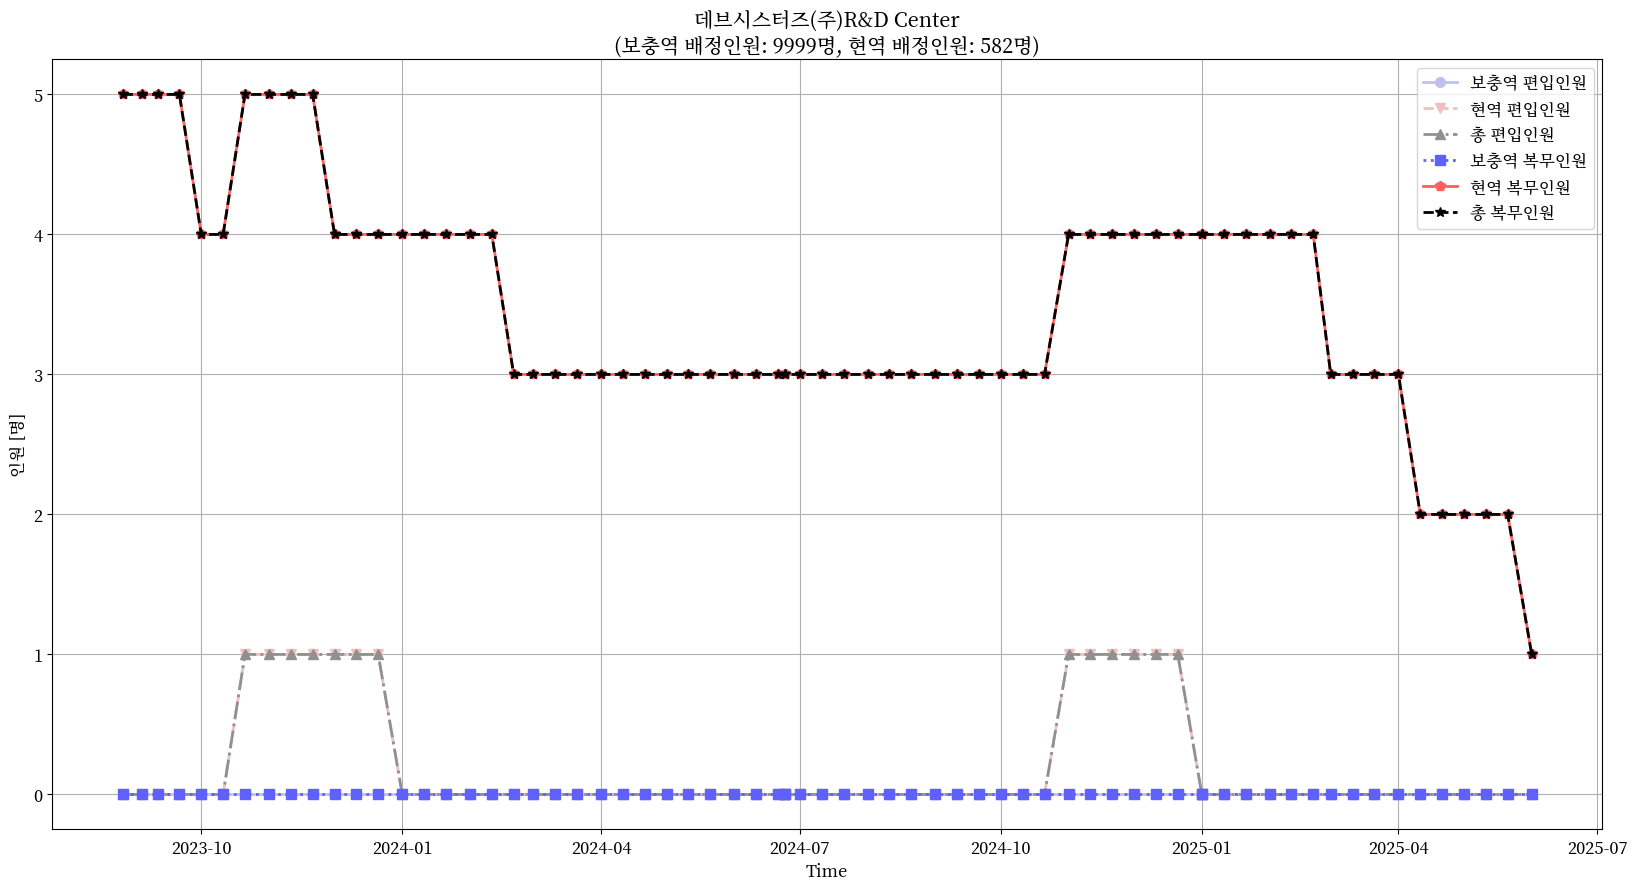 데브시스터즈(주)R&D Center
(보충역 배정인원: 9999명, 현역 배정인원: 582명)
보충역 편입인원
현역 편입인원
총 편입인원
보충역 복무인원
현역 복무인원
총 복무인원
인원 [명]
5
4
3
2
1
0
2023-10
2024-01
2024-04
2024-07
2024-10
2025-01
2025-04
2025-07
Time